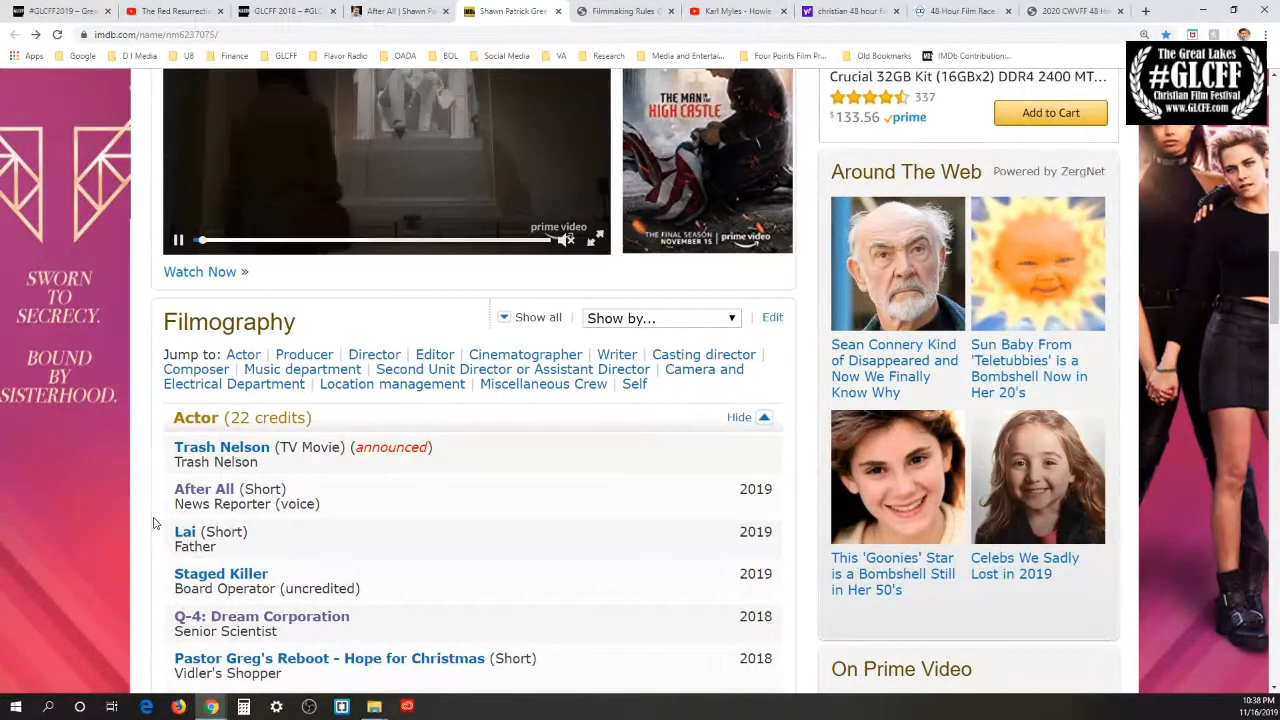 #GLCFF2019 –
The Red Resurrectio
GLCFF 2018 – #GLCF
After All | Shawn Pa
Shawn Patrick Gre
Filmmaking Rules @
Karl Myles - How
christian 48 hour f
48 Hour Film Race
2020 CWVFF 48 H
imdb.com/name/nm6237075/
Apps Google D I Media UB Finance GLCFF Flavor Radio OADA BOL Social Media VA Research Media and Entertai... Four Points Film Pr... Old Bookmarks IMDb Contribution:...
The Great Lakes
#GLCFF
Christian Film Festival
www.GLCFF.com
Crucial 32GB Kit (16GBx2) DDR4 2400 MT...
337
$133.56 prime
Add to Cart
THE MAN IN THE
HIGH CASTLE
THE FINAL SEASON
NOVEMBER 15
prime video
prime video
Watch Now »
SWORN
TO
SECRECY.
BOUND
BY
SISTERHOOD.
Around The Web Powered by ZergNet
Sean Connery Kind
of Disappeared and
Now We Finally
Know Why
Sun Baby From
'Teletubbies' is a
Bombshell Now in
Her 20's
This 'Goonies' Star
is a Bombshell Still
in Her 50's
Celebs We Sadly
Lost in 2019
On Prime Video
Filmography
Show all | Show by... | Edit
Jump to: Actor | Producer | Director | Editor | Cinematographer | Writer | Casting director |
Composer | Music department | Second Unit Director or Assistant Director | Camera and
Electrical Department | Location management | Miscellaneous Crew | Self
Actor (22 credits) Hide
Trash Nelson (TV Movie) (announced)
Trash Nelson
After All (Short) 2019
News Reporter (voice)
Lai (Short) 2019
Father
Staged Killer 2019
Board Operator (uncredited)
Q-4: Dream Corporation 2018
Senior Scientist
Pastor Greg's Reboot - Hope for Christmas (Short) 2018
Vidler's Shopper
10:38 PM
11/16/2019